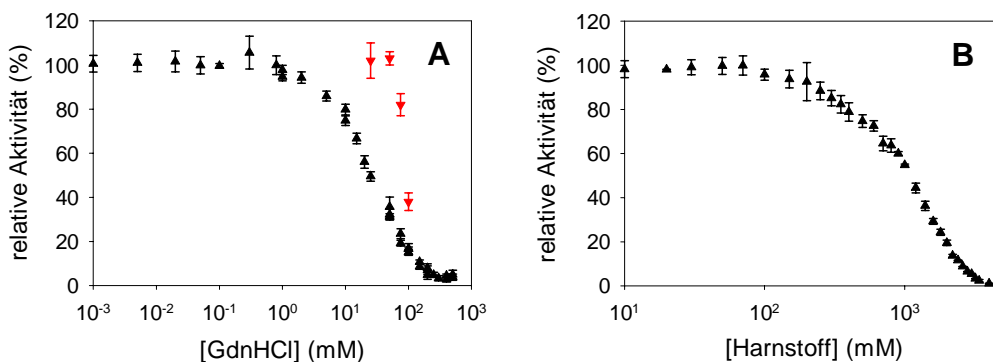 A
relative Aktivität (%)
120
100
80
60
40
20
0
10⁻³ 10⁻² 10⁻¹ 10⁰ 10¹ 10² 10³
[GdnHCl] (mM)
B
relative Aktivität (%)
120
100
80
60
40
20
0
10¹ 10² 10³
[Harnstoff] (mM)